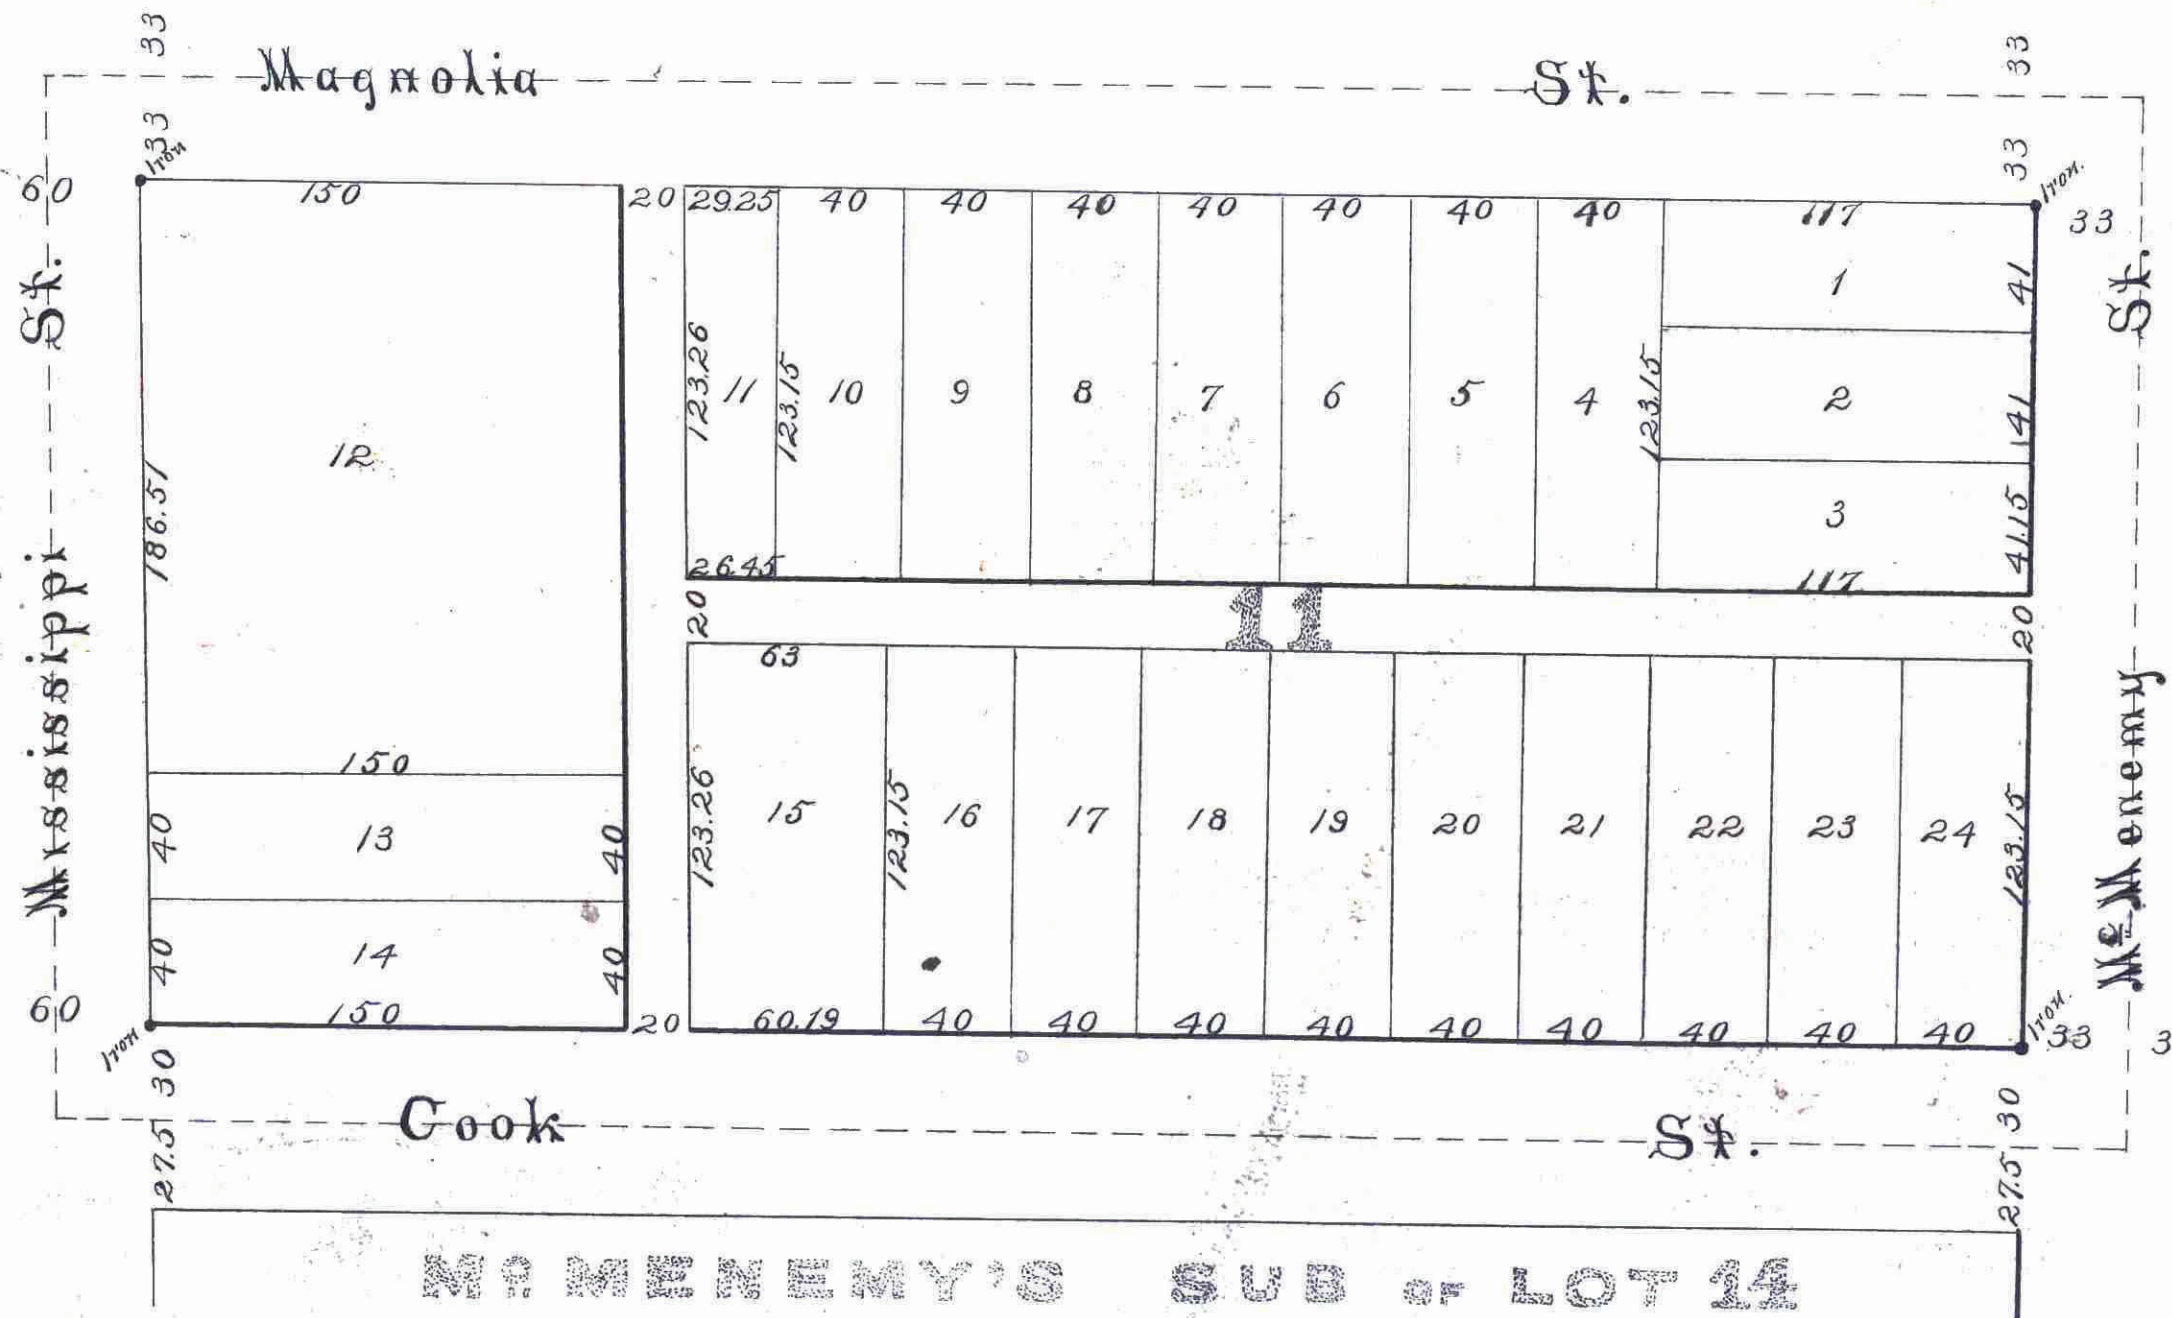 33 33
Magnolia St.
33 33
Iron Iron.
60 150 20 29.25 40 40 40 40 40 40 40 117 33
St. St.
1 41
123.26 11 123.15 10 9 8 7 6 5 4 123.15 2 41
12
186.51
3 41.15
26.45 117
Mississippi
20 11 20
63
McMenemy
150
123.26 15 123.15 16 17 18 19 20 21 22 23 24 123.15
40 13 40
40 14 40
60 150 20 60.19 40 40 40 40 40 40 40 40 40 33 3
Iron Iron.
30 30
Cook St.
27.5 27.5
Mc MENEMY'S SUB OF LOT 14